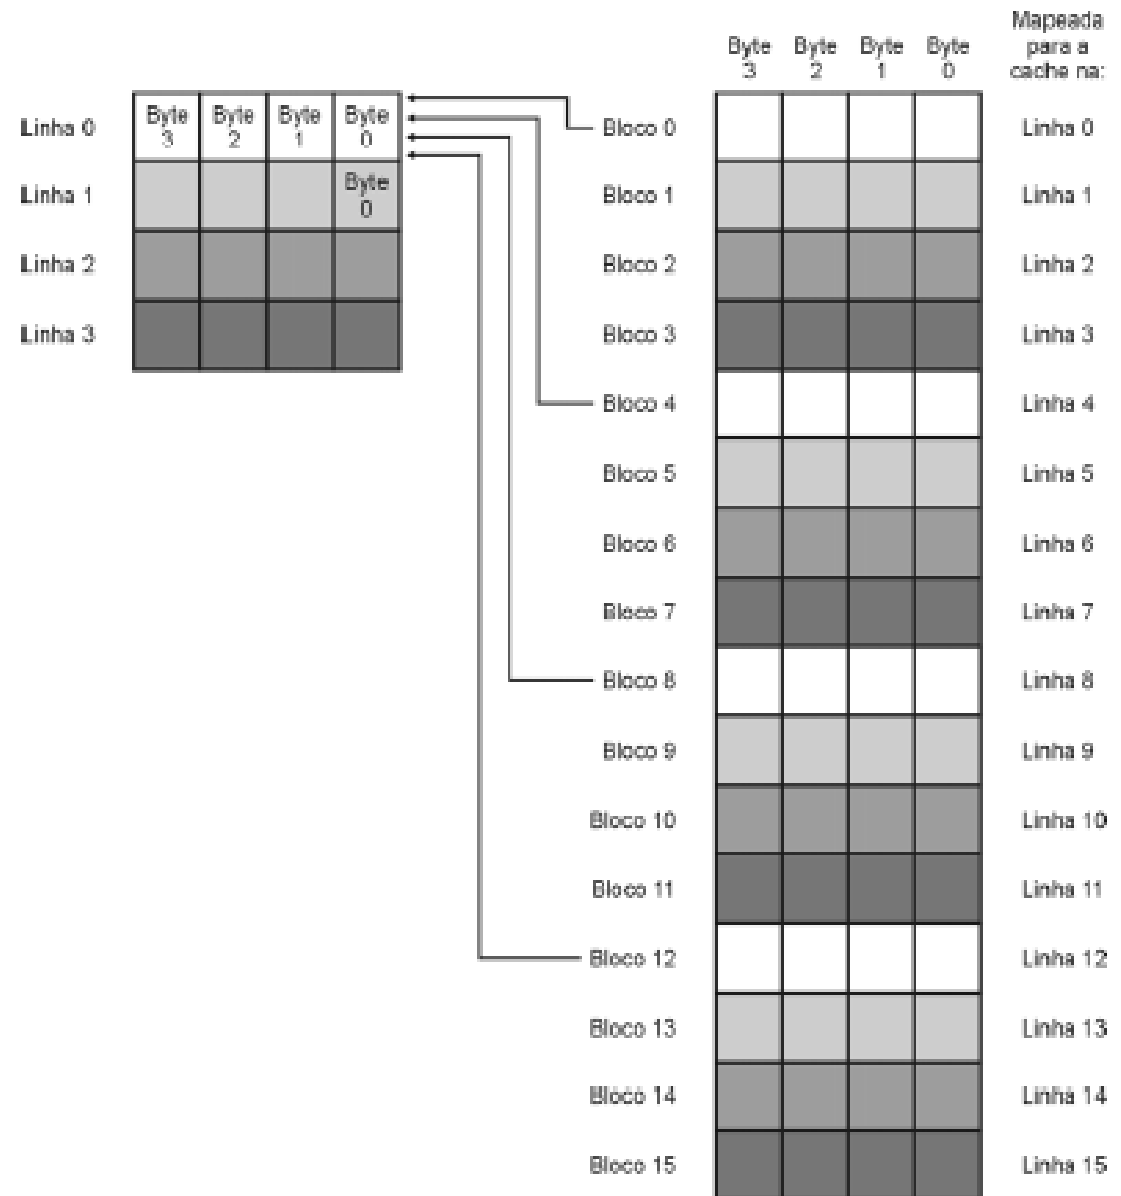 Mapeada
para a
cache na:
Byte 3 Byte 2 Byte 1 Byte 0
Linha 0 Byte 3 Byte 2 Byte 1 Byte 0 Bloco 0 Linha 0
Linha 1 Byte 0 Bloco 1 Linha 1
Linha 2 Bloco 2 Linha 2
Linha 3 Bloco 3 Linha 3
Bloco 4 Linha 4
Bloco 5 Linha 5
Bloco 6 Linha 6
Bloco 7 Linha 7
Bloco 8 Linha 8
Bloco 9 Linha 9
Bloco 10 Linha 10
Bloco 11 Linha 11
Bloco 12 Linha 12
Bloco 13 Linha 13
Bloco 14 Linha 14
Bloco 15 Linha 15